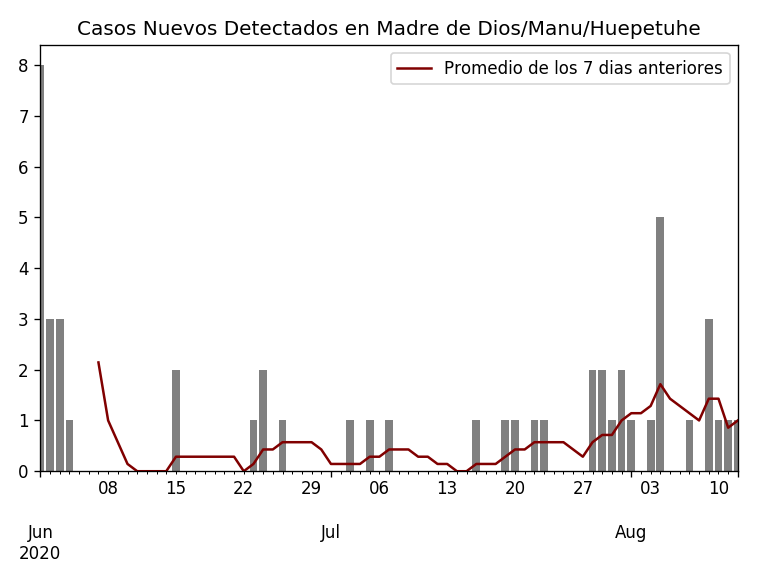 Casos Nuevos Detectados en Madre de Dios/Manu/Huepetuhe
Promedio de los 7 dias anteriores
8
7
6
5
4
3
2
1
0
08 15 22 29 06 13 20 27 03 10
Jun Jul Aug
2020